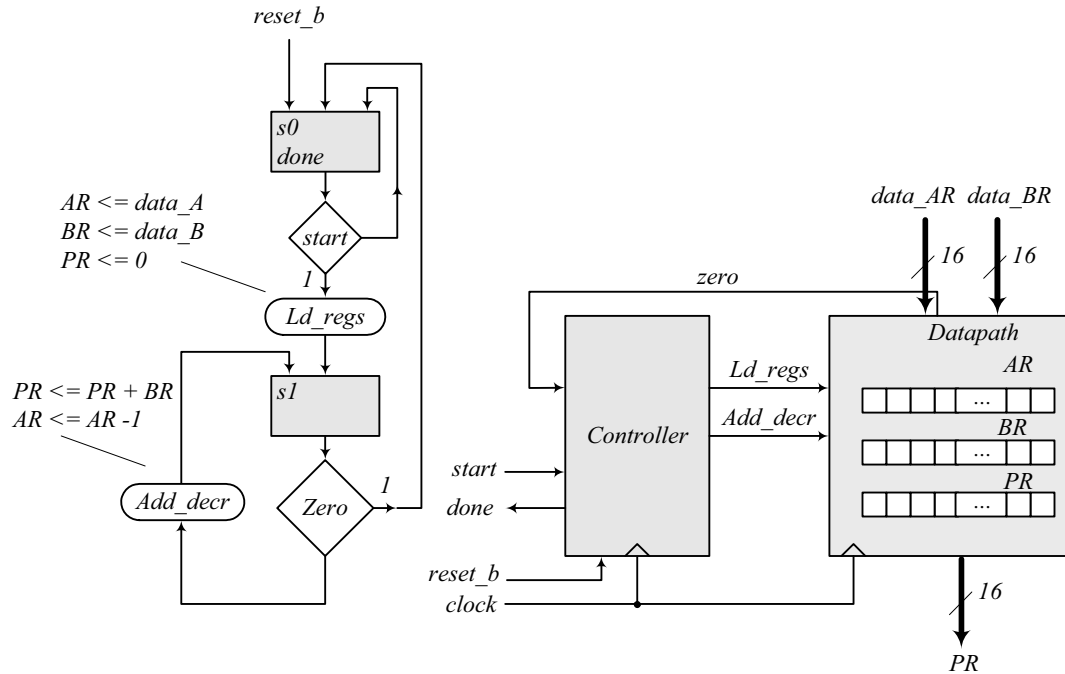 reset_b
s0
done
AR <= data_A
BR <= data_B
PR <= 0
start
1
Ld_regs
PR <= PR + BR
AR <= AR -1
s1
Add_decr
Zero
1
data_AR
data_BR
16
16
zero
Datapath
AR
Ld_regs
...
Controller
Add_decr
BR
...
start
PR
done
...
reset_b
clock
16
PR